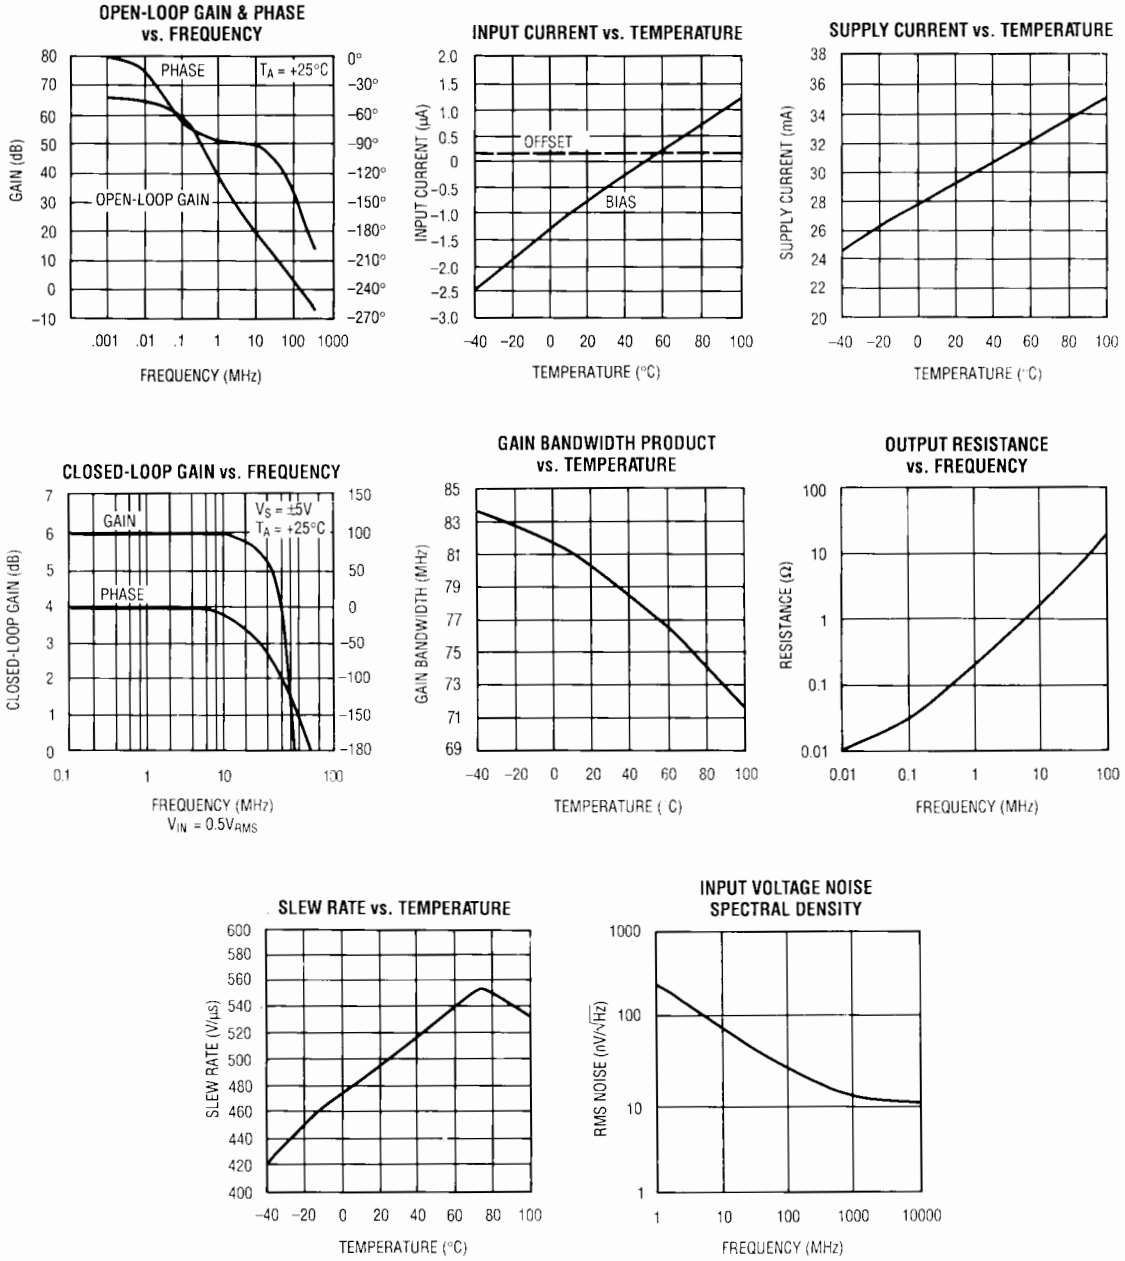 OPEN-LOOP GAIN & PHASE
vs. FREQUENCY
80
70
60
50
40
30
20
10
0
–10
GAIN (dB)
PHASE
TA = +25°C
OPEN-LOOP GAIN
0°
–30°
–60°
–90°
–120°
–150°
–180°
–210°
–240°
–270°
.001 .01 .1 1 10 100 1000
FREQUENCY (MHz)
INPUT CURRENT vs. TEMPERATURE
2.0
1.5
1.0
0.5
0
–0.5
–1.0
–1.5
–2.0
–2.5
–3.0
INPUT CURRENT (µA)
OFFSET
BIAS
–40 –20 0 20 40 60 80 100
TEMPERATURE (°C)
SUPPLY CURRENT vs. TEMPERATURE
38
36
34
32
30
28
26
24
22
20
SUPPLY CURRENT (mA)
–40 –20 0 20 40 60 80 100
TEMPERATURE (°C)
CLOSED-LOOP GAIN vs. FREQUENCY
7
6
5
4
3
2
1
0
CLOSED-LOOP GAIN (dB)
GAIN
PHASE
VS = ±5V
TA = +25°C
150
100
50
0
–50
–100
–150
–180
0.1 1 10 100
FREQUENCY (MHz)
VIN = 0.5VRMS
GAIN BANDWIDTH PRODUCT
vs. TEMPERATURE
85
83
81
79
77
75
73
71
69
GAIN BANDWIDTH (MHz)
–40 –20 0 20 40 60 80 100
TEMPERATURE ( C)
OUTPUT RESISTANCE
vs. FREQUENCY
100
10
1
0.1
0.01
RESISTANCE (Ω)
0.01 0.1 1 10 100
FREQUENCY (MHz)
SLEW RATE vs. TEMPERATURE
600
580
560
540
520
500
480
460
440
420
400
SLEW RATE (V/µs)
–40 –20 0 20 40 60 80 100
TEMPERATURE (°C)
INPUT VOLTAGE NOISE
SPECTRAL DENSITY
1000
100
10
1
RMS NOISE (nV/√Hz)
1 10 100 1000 10000
FREQUENCY (MHz)